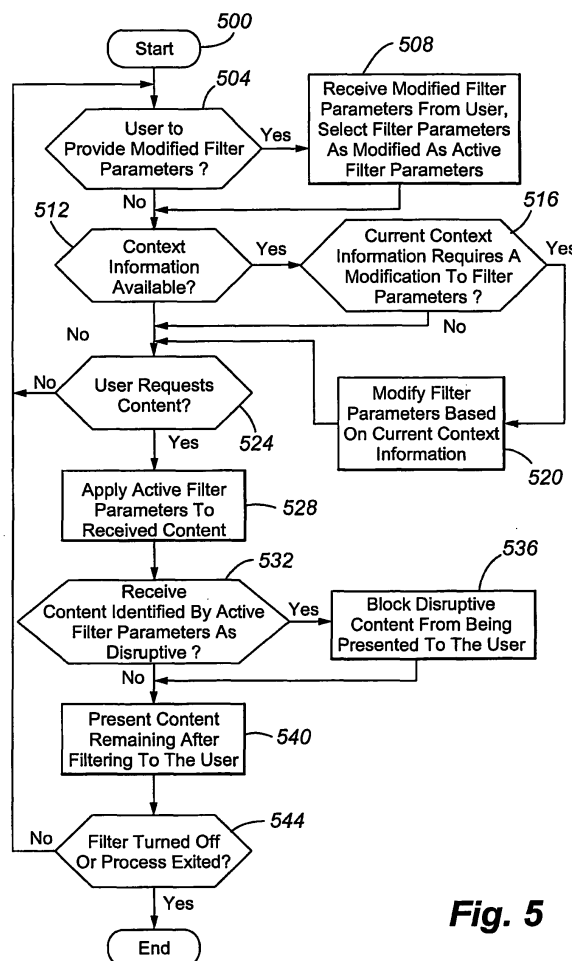 Start
500
504
User to
Provide Modified Filter
Parameters ?
Yes
No
508
Receive Modified Filter
Parameters From User,
Select Filter Parameters
As Modified As Active
Filter Parameters
512
Context
Information
Available?
Yes
No
516
Current Context
Information Requires A
Modification To Filter
Parameters ?
Yes
No
Modify Filter
Parameters Based
On Current Context
Information
520
User Requests
Content?
No
Yes
524
Apply Active Filter
Parameters To
Received Content
528
532
Receive
Content Identified By Active
Filter Parameters As
Disruptive ?
Yes
No
536
Block Disruptive
Content From Being
Presented To The User
Present Content
Remaining After
Filtering To The User
540
544
Filter Turned Off
Or Process Exited?
No
Yes
End
Fig. 5